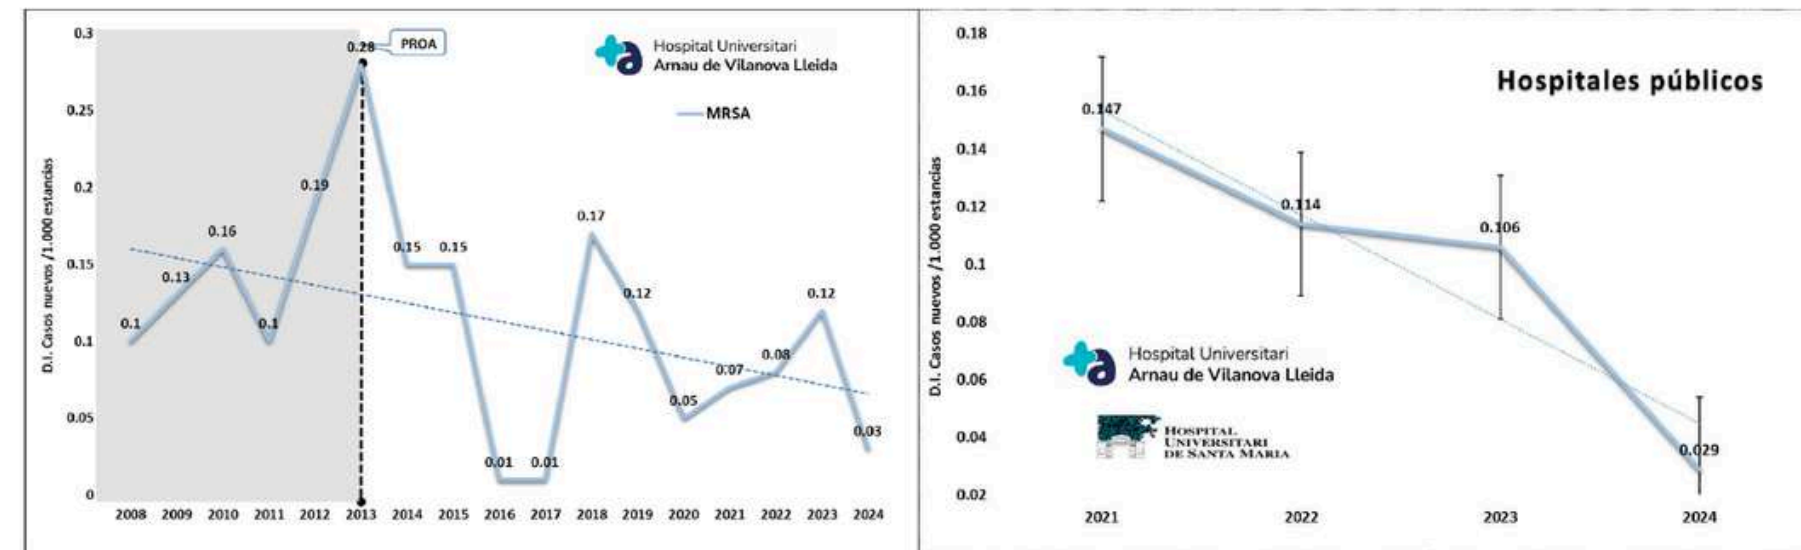 0.3
0.25
0.2
0.15
0.1
0.05
0
D.I. Casos nuevos /1.000 estancias
PROA
0.28
Hospital Universitari
Arnau de Vilanova Lleida
MRSA
0.1
0.13
0.16
0.1
0.19
0.15
0.15
0.01
0.01
0.17
0.12
0.05
0.07
0.08
0.12
0.03
2008 2009 2010 2011 2012 2013 2014 2015 2016 2017 2018 2019 2020 2021 2022 2023 2024
0.18
0.16
0.14
0.12
0.1
0.08
0.06
0.04
0.02
D.I. Casos nuevos /1.000 estancias
Hospitales públicos
0.147
0.114
0.106
0.029
Hospital Universitari
Arnau de Vilanova Lleida
HOSPITAL
UNIVERSITARI
DE SANTA MARIA
2021 2022 2023 2024